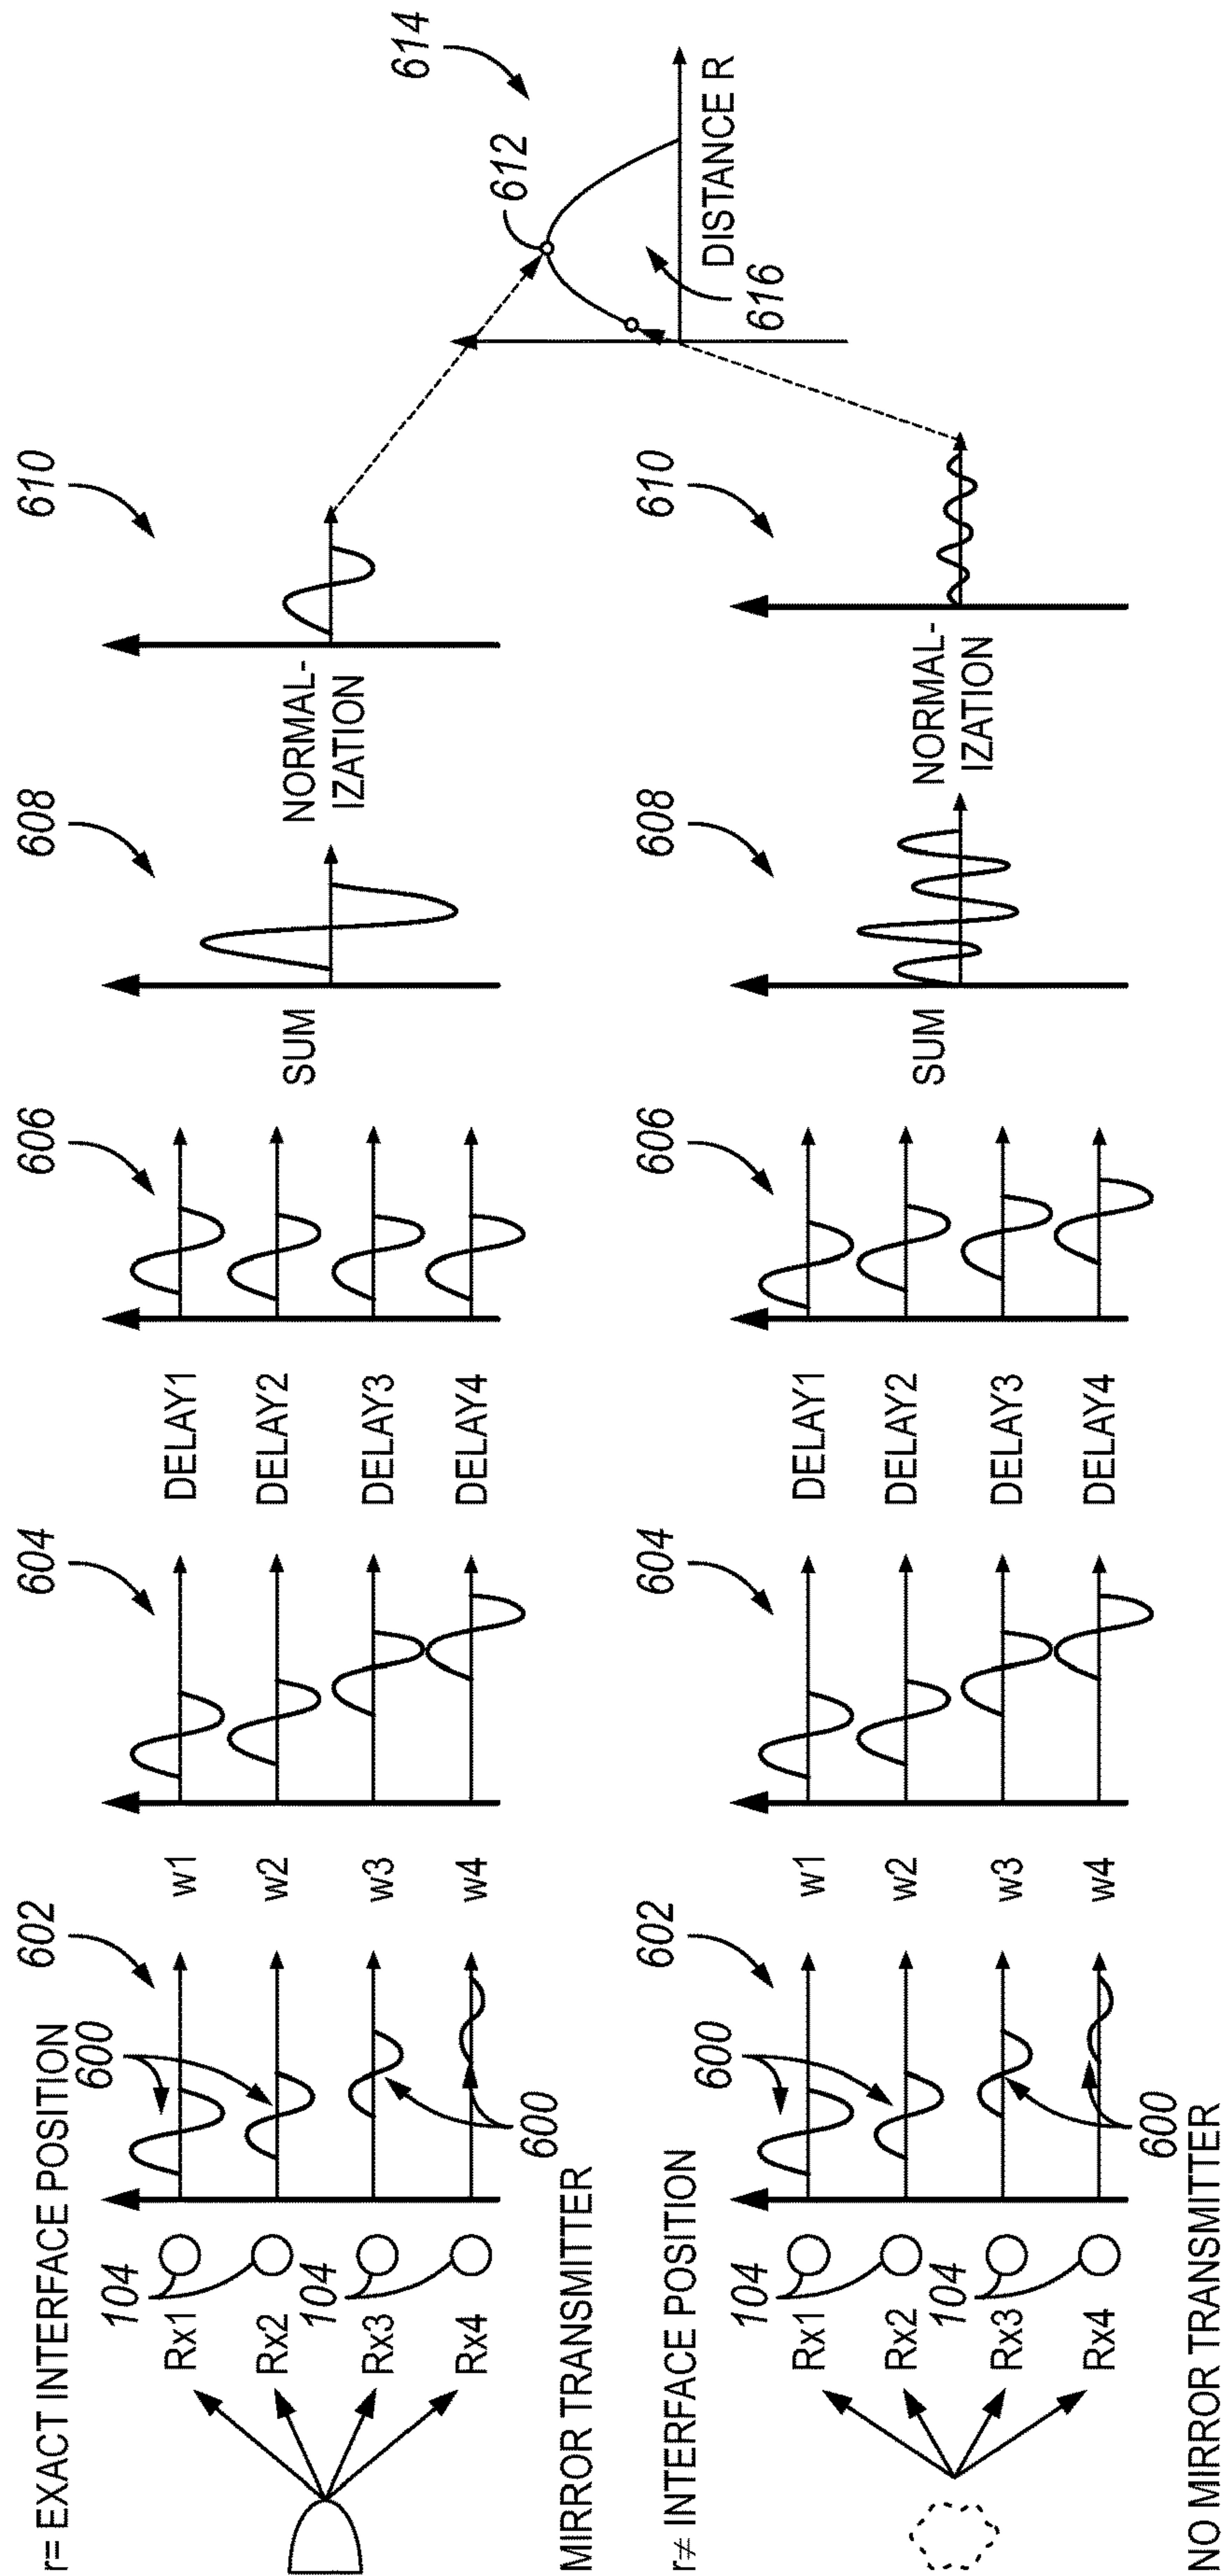 r= EXACT INTERFACE POSITION
602
604
606
608
610
614
600
104
Rx1
w1
DELAY1
Rx2
w2
DELAY2
SUM
NORMAL-
IZATION
612
104
Rx3
w3
DELAY3
Rx4
w4
DELAY4
600
MIRROR TRANSMITTER
DISTANCE R
616
r≠ INTERFACE POSITION
602
604
606
608
610
600
104
Rx1
w1
DELAY1
Rx2
w2
DELAY2
SUM
NORMAL-
IZATION
104
Rx3
w3
DELAY3
Rx4
w4
DELAY4
600
NO MIRROR TRANSMITTER